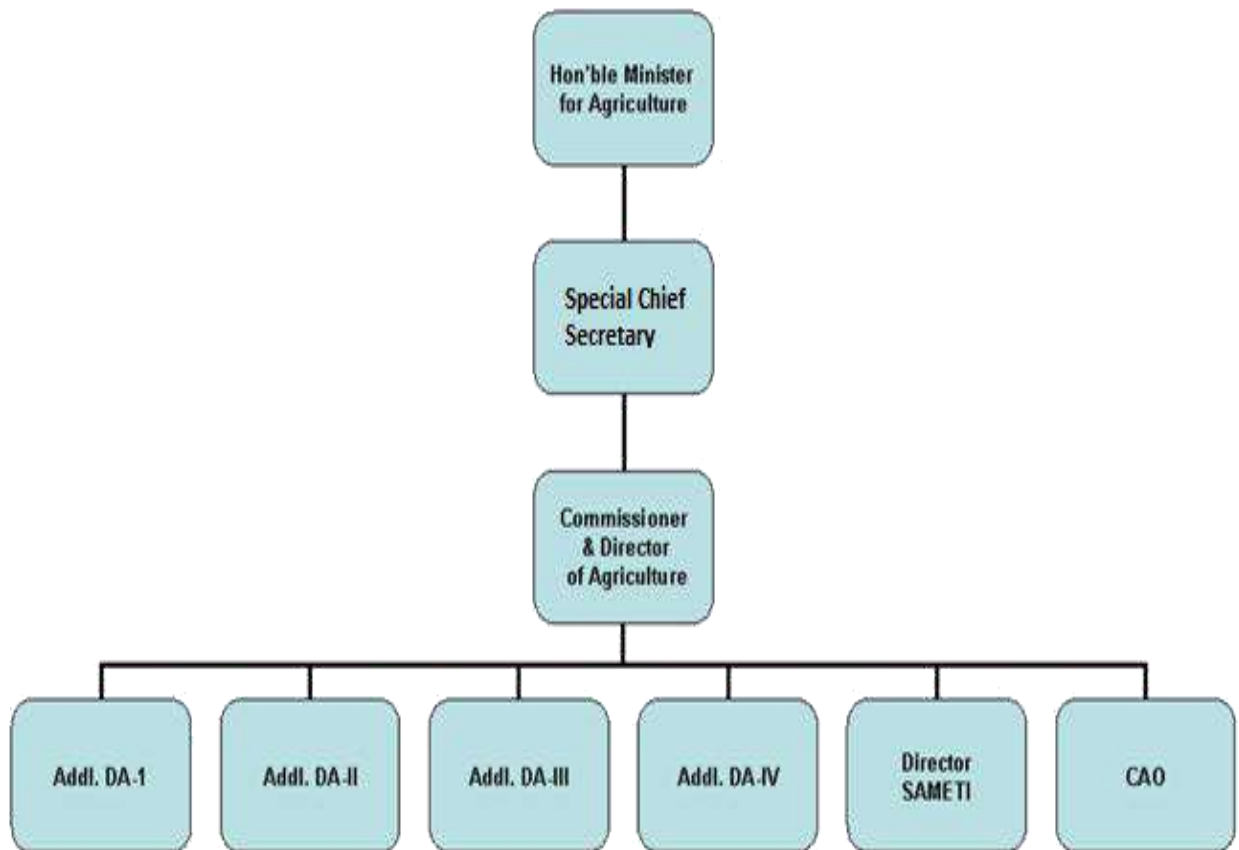 Hon'ble Minister
for Agriculture
Special Chief
Secretary
Commissioner
& Director
of Agriculture
Addl. DA-1
Addl. DA-II
Addl. DA-III
Addl. DA-IV
Director
SAMETI
CAO